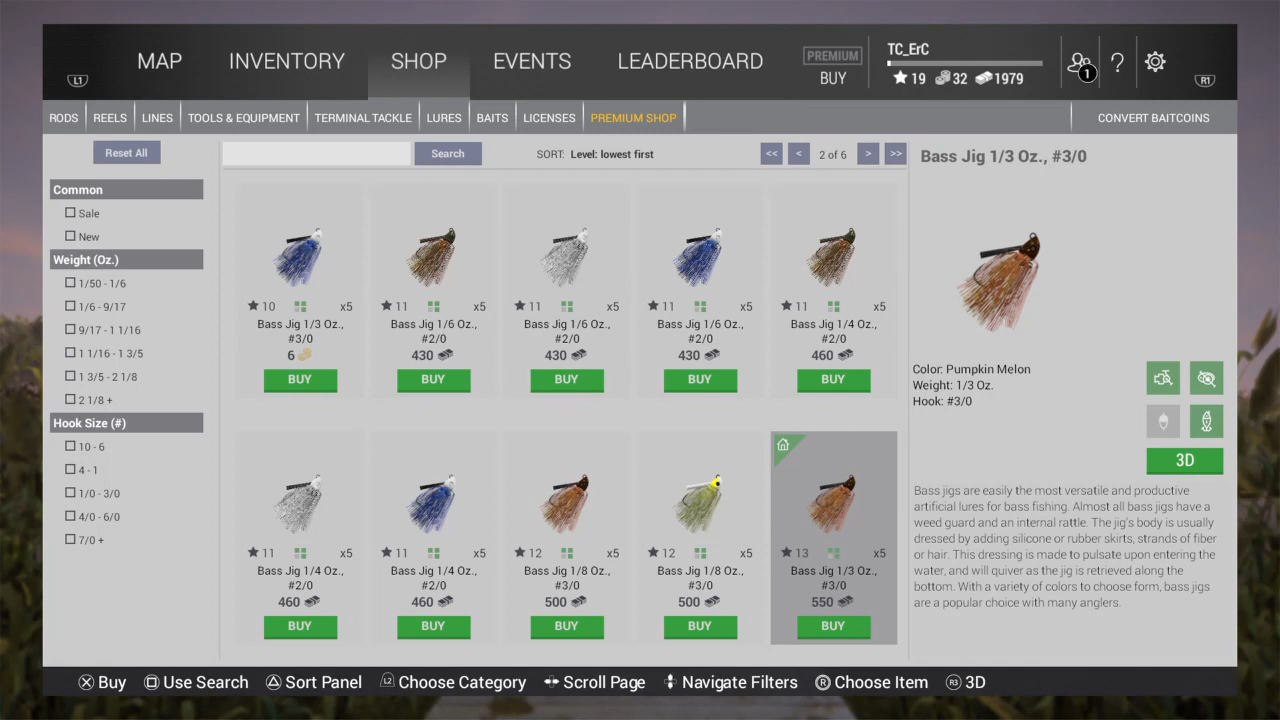 MAP
INVENTORY
SHOP
EVENTS
LEADERBOARD
PREMIUM
BUY
TC_ErC
19
32
1979
1
?
L1
R1
RODS
REELS
LINES
TOOLS & EQUIPMENT
TERMINAL TACKLE
LURES
BAITS
LICENSES
PREMIUM SHOP
CONVERT BAITCOINS
Reset All
Common
Sale
New
Weight (Oz.)
1/50 - 1/6
1/6 - 9/17
9/17 - 1 1/16
1 1/16 - 1 3/5
1 3/5 - 2 1/8
2 1/8 +
Hook Size (#)
10 - 6
4 - 1
1/0 - 3/0
4/0 - 6/0
7/0 +
Search
SORT: Level: lowest first
<< < 2 of 6 > >>
10 x5
Bass Jig 1/3 Oz.,
#3/0
6
BUY
11 x5
Bass Jig 1/6 Oz.,
#2/0
430
BUY
11 x5
Bass Jig 1/6 Oz.,
#2/0
430
BUY
11 x5
Bass Jig 1/6 Oz.,
#2/0
430
BUY
11 x5
Bass Jig 1/4 Oz.,
#2/0
460
BUY
11 x5
Bass Jig 1/4 Oz.,
#2/0
460
BUY
11 x5
Bass Jig 1/4 Oz.,
#2/0
460
BUY
12 x5
Bass Jig 1/8 Oz.,
#3/0
500
BUY
12 x5
Bass Jig 1/8 Oz.,
#3/0
500
BUY
13 x5
Bass Jig 1/3 Oz.,
#3/0
550
BUY
Bass Jig 1/3 Oz., #3/0
Color: Pumpkin Melon
Weight: 1/3 Oz.
Hook: #3/0
3D
Bass jigs are easily the most versatile and productive
artificial lures for bass fishing. Almost all bass jigs have a
weed guard and an internal rattle. The jig's body is usually
dressed by adding silicone or rubber skirts, strands of fiber
or hair. This dressing is made to pulsate upon entering the
water, and will quiver as the jig is retrieved along the
bottom. With a variety of colors to choose form, bass jigs
are a popular choice with many anglers.
Buy
Use Search
Sort Panel
L2 Choose Category
Scroll Page
Navigate Filters
R Choose Item
R3 3D